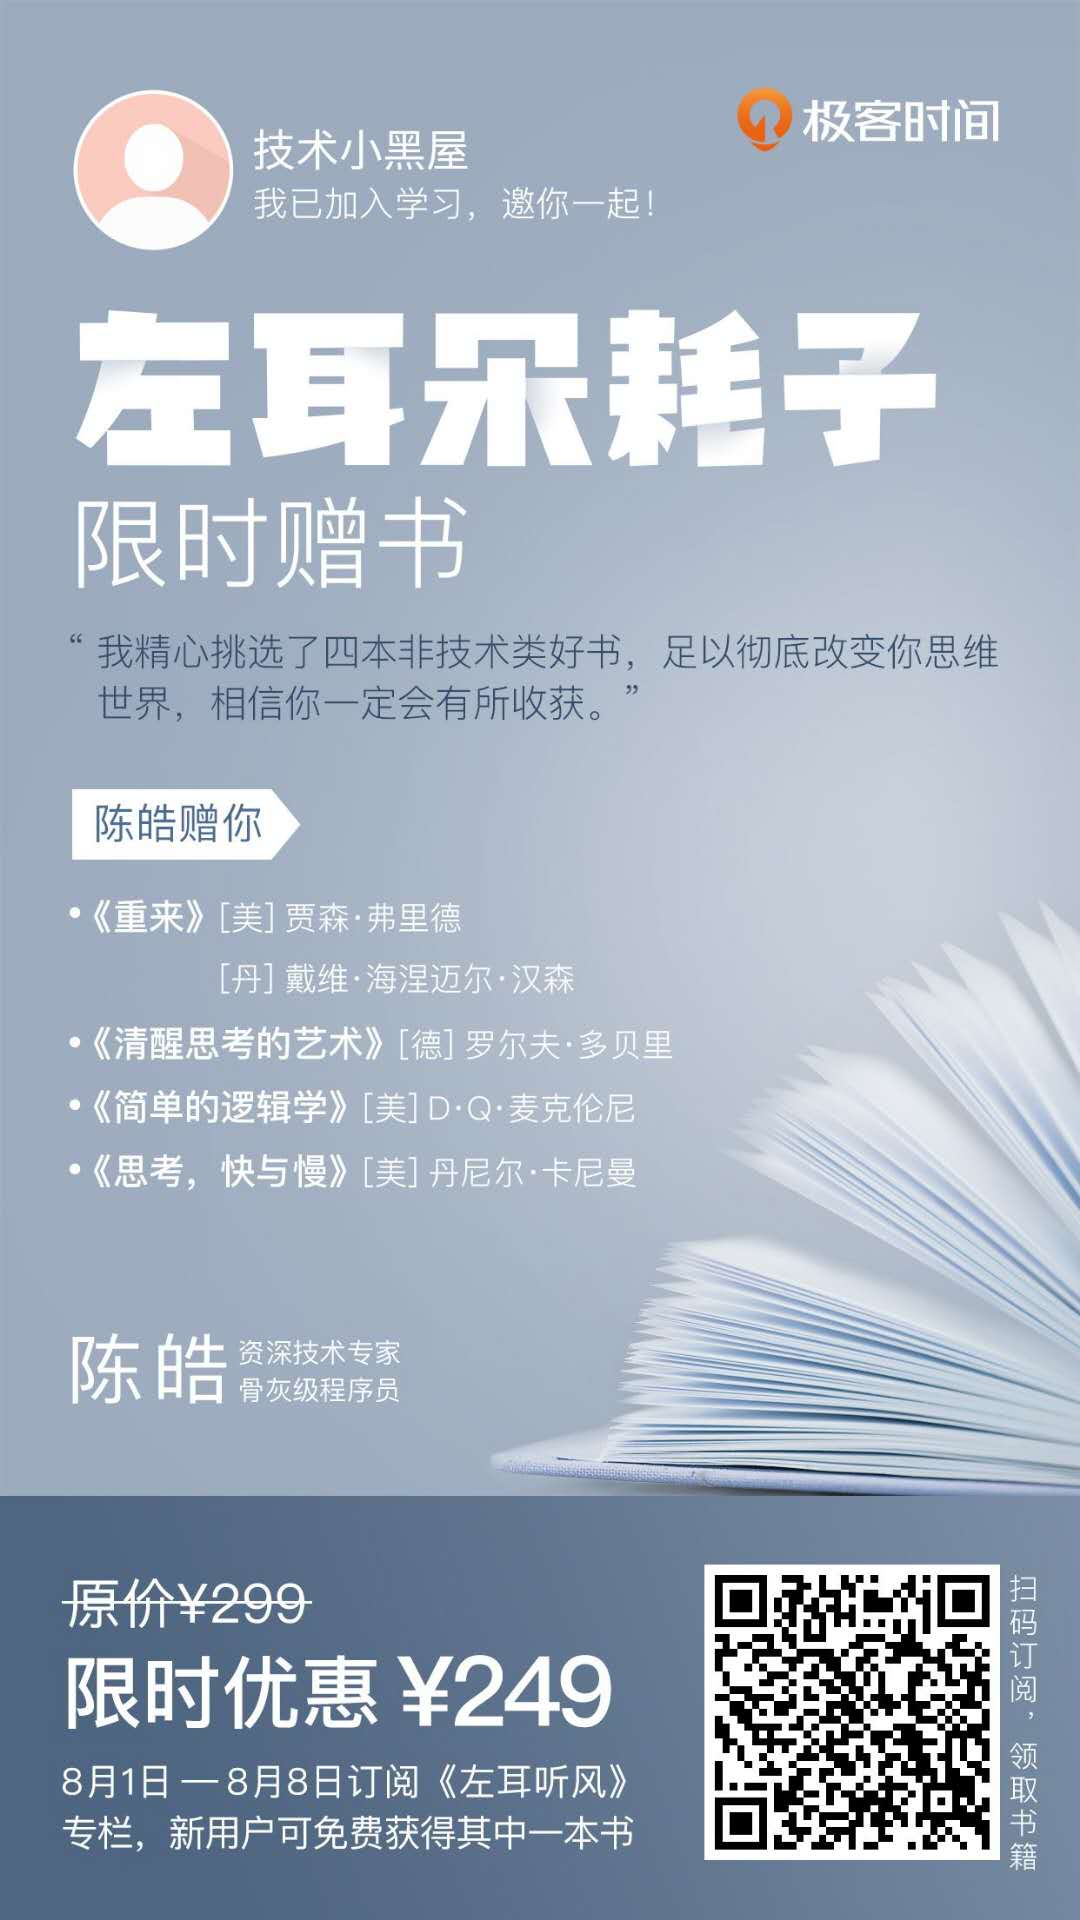 技术小黑屋
我已加入学习，邀你一起！
极客时间
左耳朵耗子
限时赠书
“ 我精心挑选了四本非技术类好书，足以彻底改变你思维
世界，相信你一定会有所收获。”
陈皓赠你
•《重来》[美] 贾森·弗里德
[丹] 戴维·海涅迈尔·汉森
•《清醒思考的艺术》[德] 罗尔夫·多贝里
•《简单的逻辑学》[美] D·Q·麦克伦尼
•《思考，快与慢》[美] 丹尼尔·卡尼曼
陈皓
资深技术专家
骨灰级程序员
原价¥299
限时优惠 ¥249
8月1日 — 8月8日订阅《左耳听风》
专栏，新用户可免费获得其中一本书
扫码订阅，领取书籍